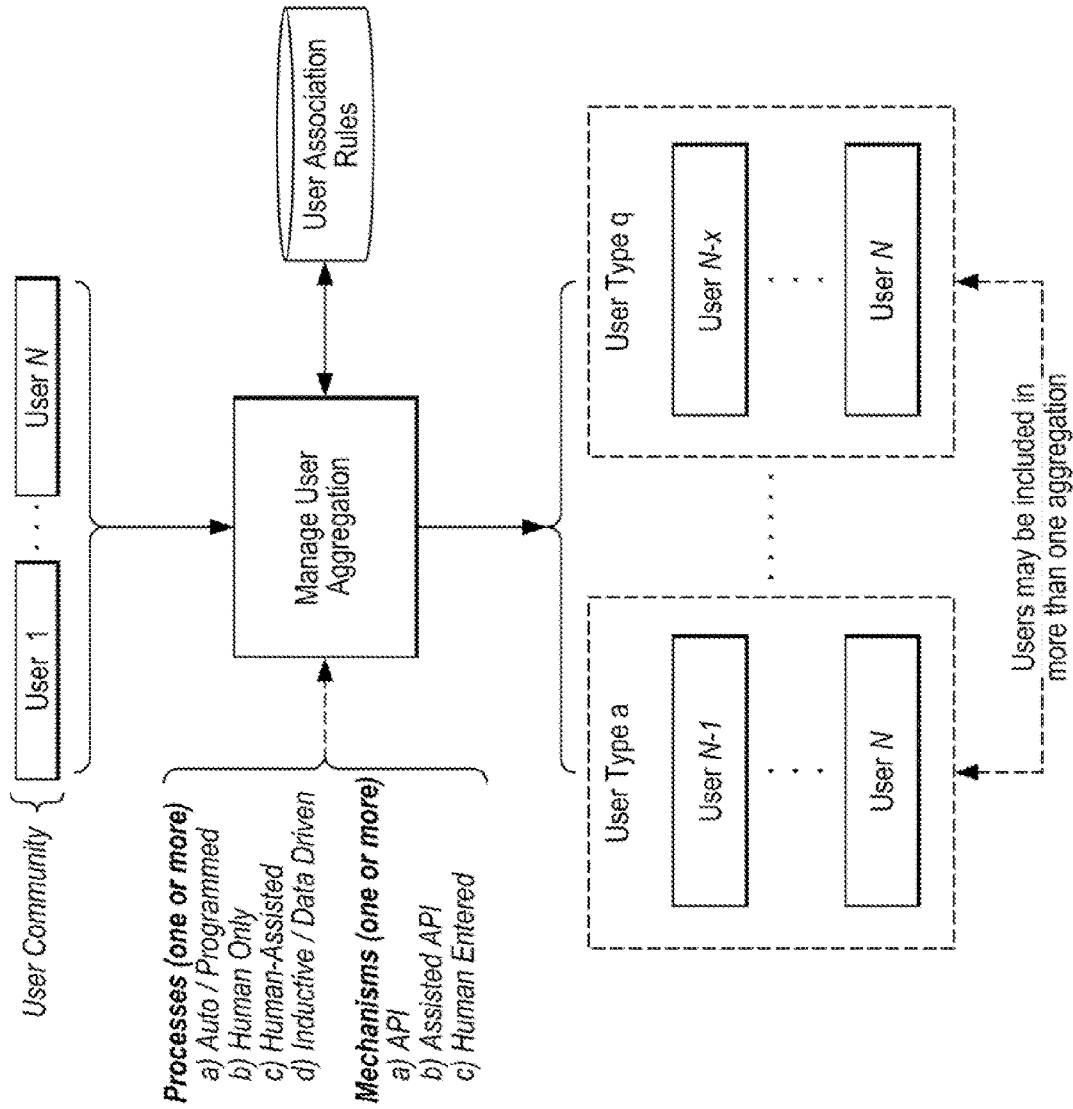 User Community
User 1
. . .
User N
Processes (one or more)
a) Auto / Programmed
b) Human Only
c) Human-Assisted
d) Inductive / Data Driven
Mechanisms (one or more)
a) API
b) Assisted API
c) Human Entered
Manage User
Aggregation
User Association
Rules
User Type a
User N-1
User N
User Type q
User N-x
User N
Users may be included in
more than one aggregation